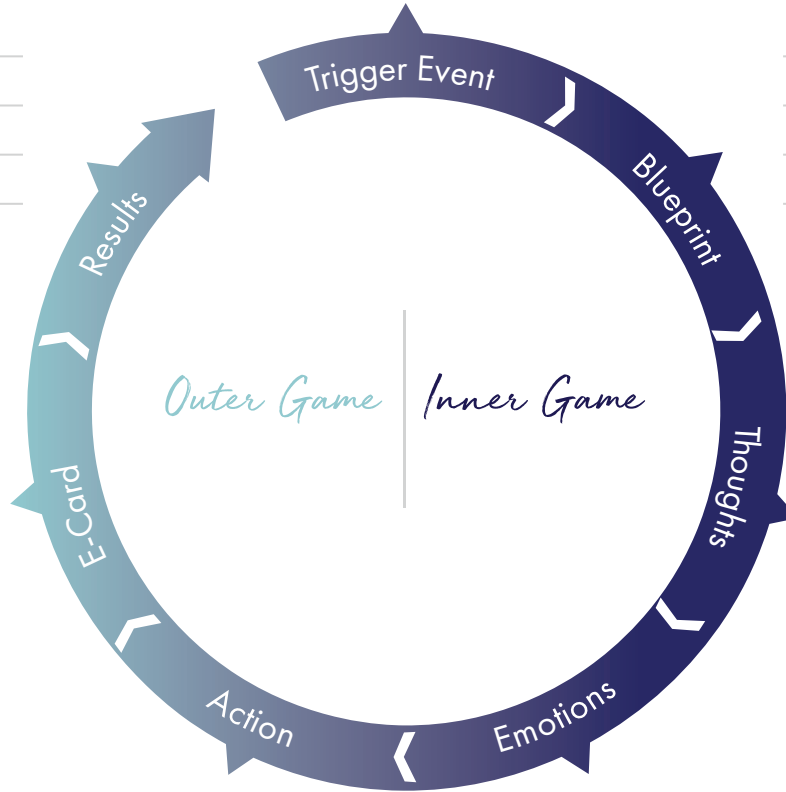 Trigger Event
Blueprint
Thoughts
Emotions
Action
E-Card
Results
Outer Game
Inner Game